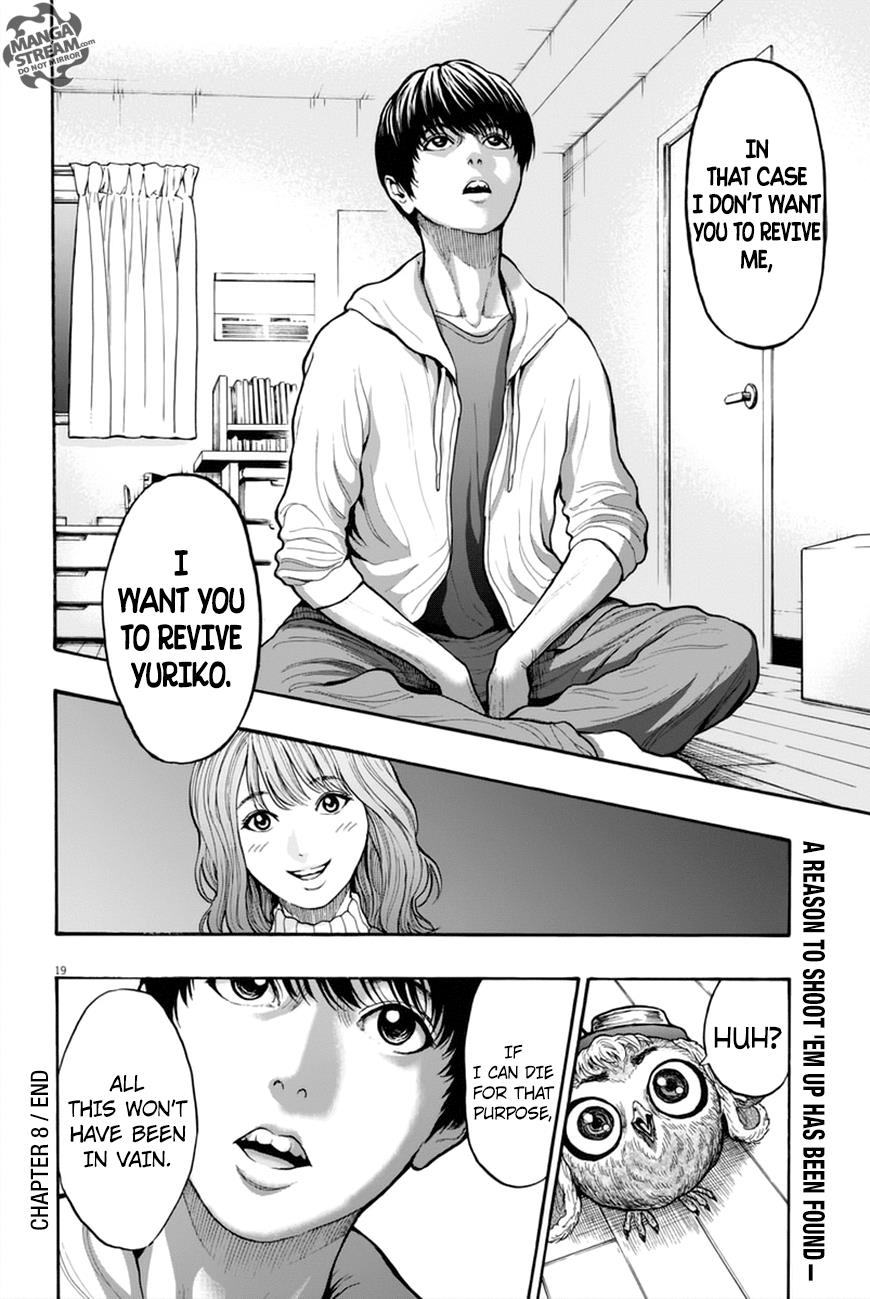 MANGA
STREAM.com
DO NOT MIRROR
IN
THAT CASE
I DON'T WANT
YOU TO REVIVE
ME,
I
WANT YOU
TO REVIVE
YURIKO.
A REASON TO SHOOT 'EM UP HAS BEEN FOUND—
HUH?
IF
I CAN DIE
FOR THAT
PURPOSE,
ALL
THIS WON'T
HAVE BEEN
IN VAIN.
19
CHAPTER 8 / END